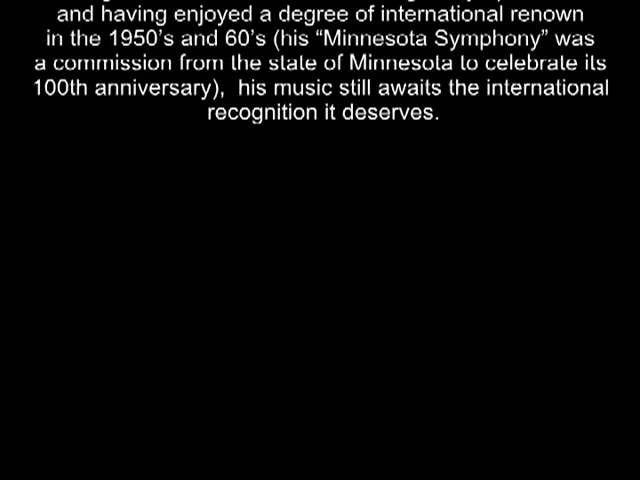 and having enjoyed a degree of international renown
in the 1950’s and 60’s (his “Minnesota Symphony” was
a commission from the state of Minnesota to celebrate its
100th anniversary),  his music still awaits the international
recognition it deserves.